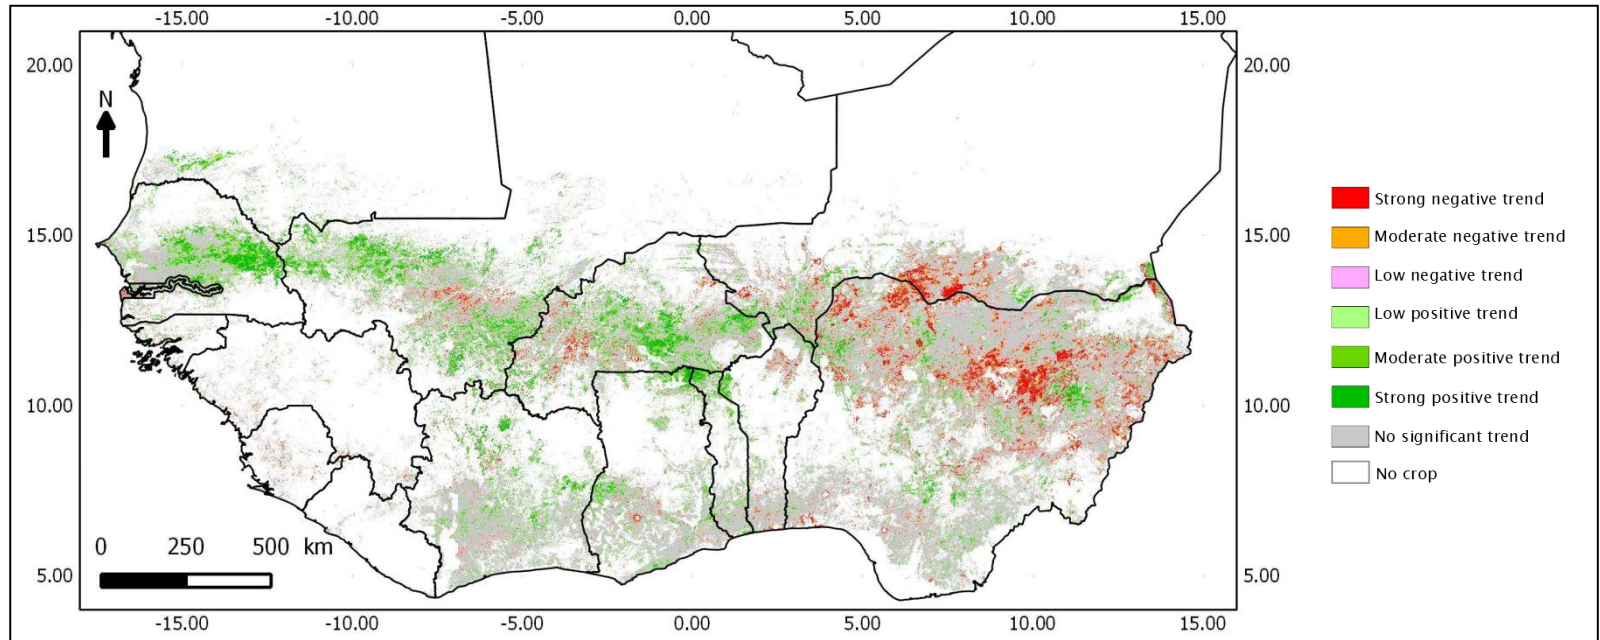 -15.00 -10.00 -5.00 0.00 5.00 10.00 15.00
20.00 20.00
N
15.00 15.00
10.00 10.00
5.00 5.00
0 250 500 km
-15.00 -10.00 -5.00 0.00 5.00 10.00 15.00
Strong negative trend
Moderate negative trend
Low negative trend
Low positive trend
Moderate positive trend
Strong positive trend
No significant trend
No crop